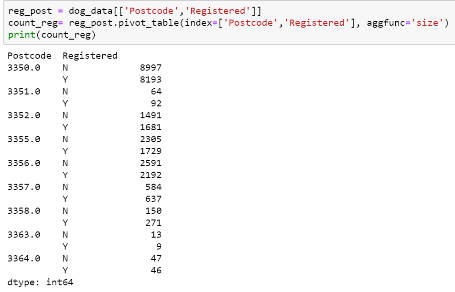 reg_post = dog_data[['Postcode','Registered']]
count_reg= reg_post.pivot_table(index=['Postcode','Registered'], aggfunc='size')
print(count_reg)
Postcode  Registered
3350.0    N             8997
          Y             8193
3351.0    N               64
          Y               92
3352.0    N             1491
          Y             1681
3355.0    N             2305
          Y             1729
3356.0    N             2591
          Y             2192
3357.0    N              584
          Y              637
3358.0    N              150
          Y              271
3363.0    N               13
          Y                9
3364.0    N               47
          Y               46
dtype: int64